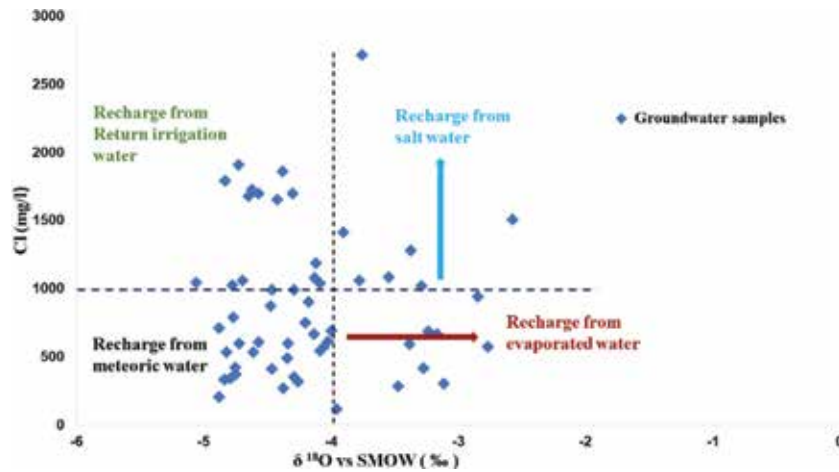 3000
2500
2000
1500
1000
500
0
Cl (mg/l)
Recharge from
Return irrigation
water
Recharge from
salt water
Groundwater samples
Recharge from
meteoric water
Recharge from
evaporated water
-6 -5 -4 -3 -2 -1 0
δ ¹⁸O vs SMOW ( ‰ )